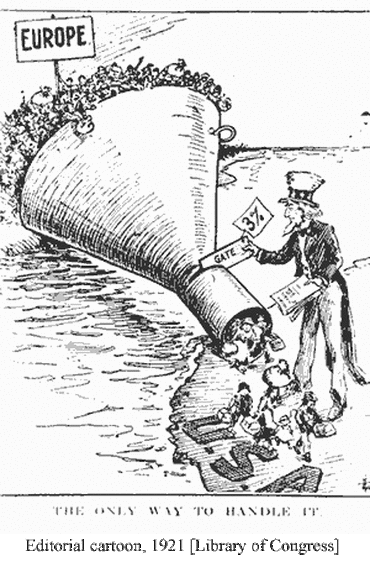 EUROPE
3%
GATE
U S A
THE ONLY WAY TO HANDLE IT.
Editorial cartoon, 1921 [Library of Congress]